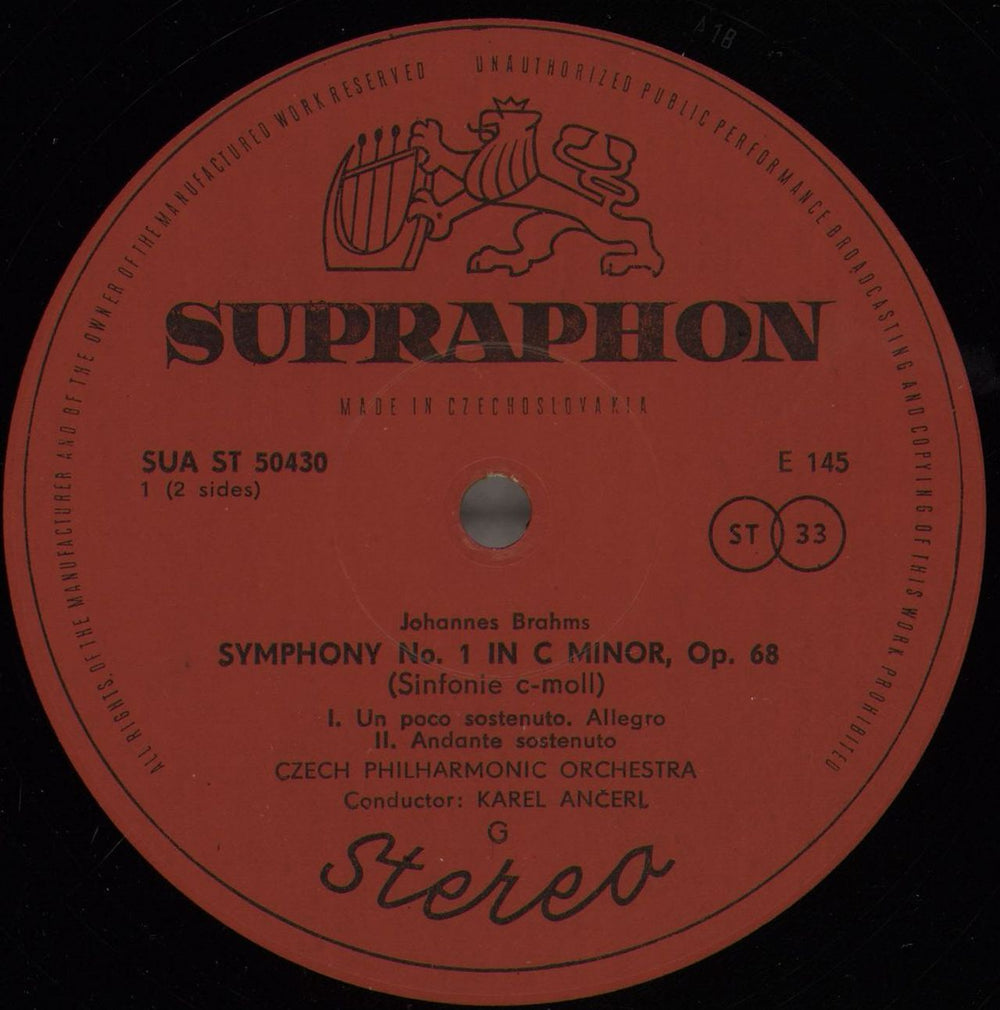 ALL RIGHTS, OF THE MANUFACTURER AND OF THE OWNER OF THE MANUFACTURED WORK RESERVED
UNAUTHORIZED PUBLIC PERFORMANCE BROADCASTING AND COPYING OF THIS WORK PROHIBITED
A18
SUPRAPHON
MADE IN CZECHOSLOVAKIA
SUA ST 50430
E 145
1 (2 sides)
ST 33
Johannes Brahms
SYMPHONY No. 1 IN C MINOR, Op. 68
(Sinfonie c-moll)
I. Un poco sostenuto. Allegro
II. Andante sostenuto
CZECH PHILHARMONIC ORCHESTRA
Conductor: KAREL ANČERL
G
Stereo